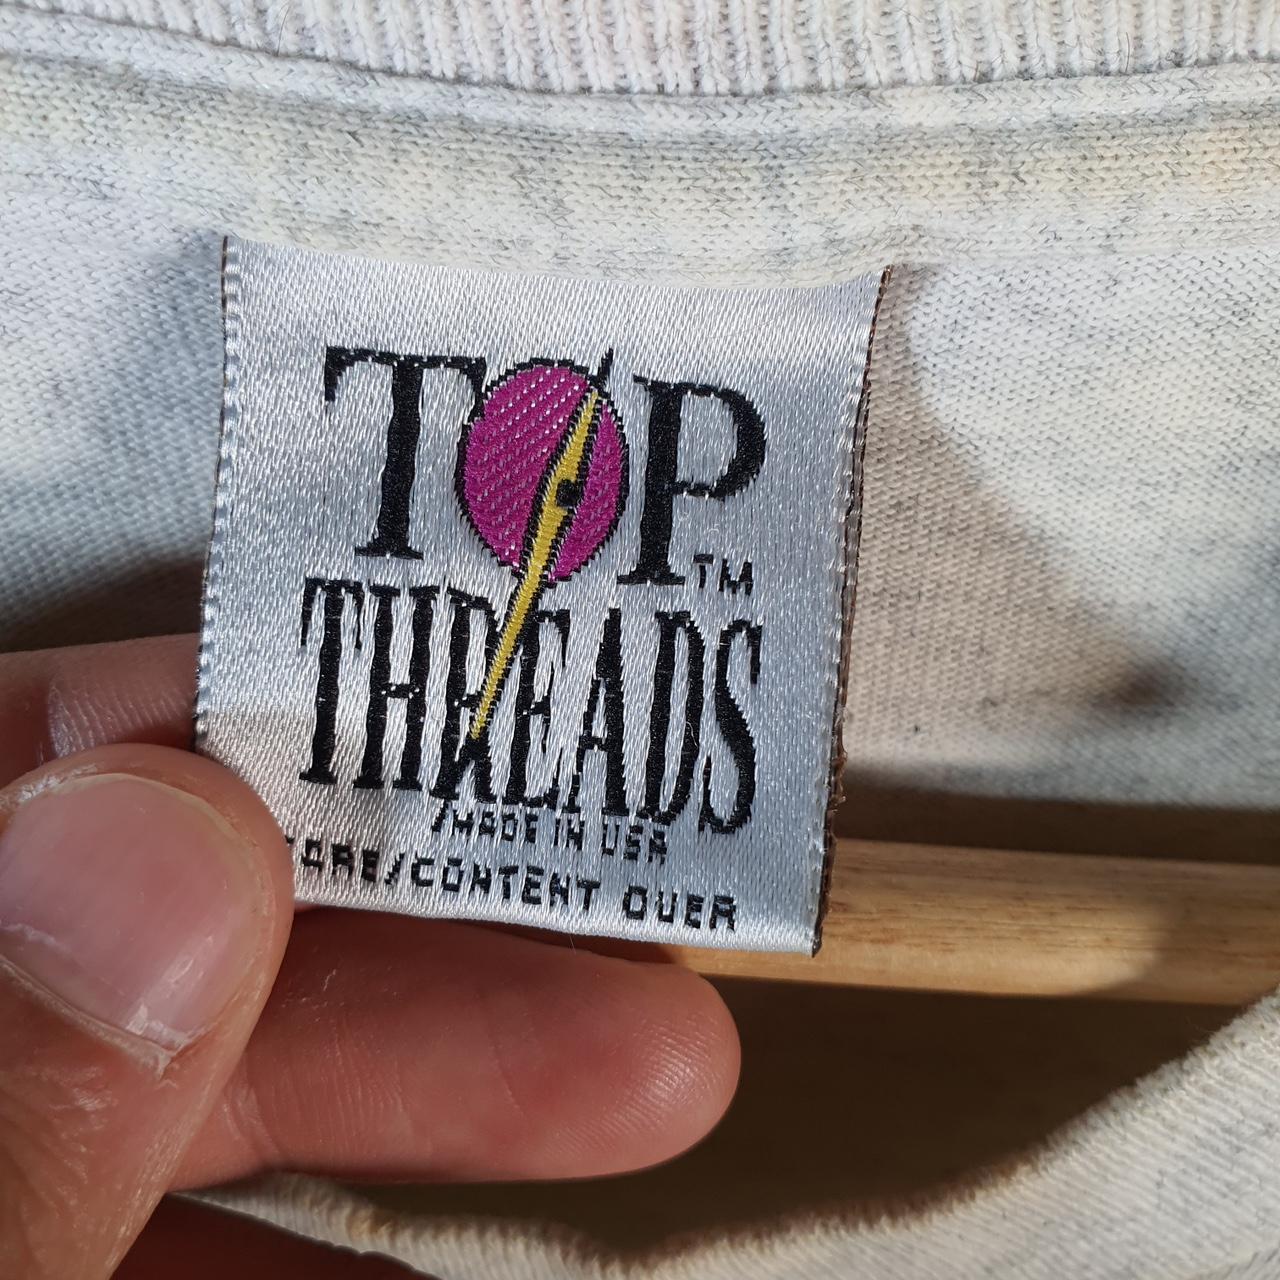 TOP™
THREADS
/MADE IN USA
CARE/CONTENT OVER